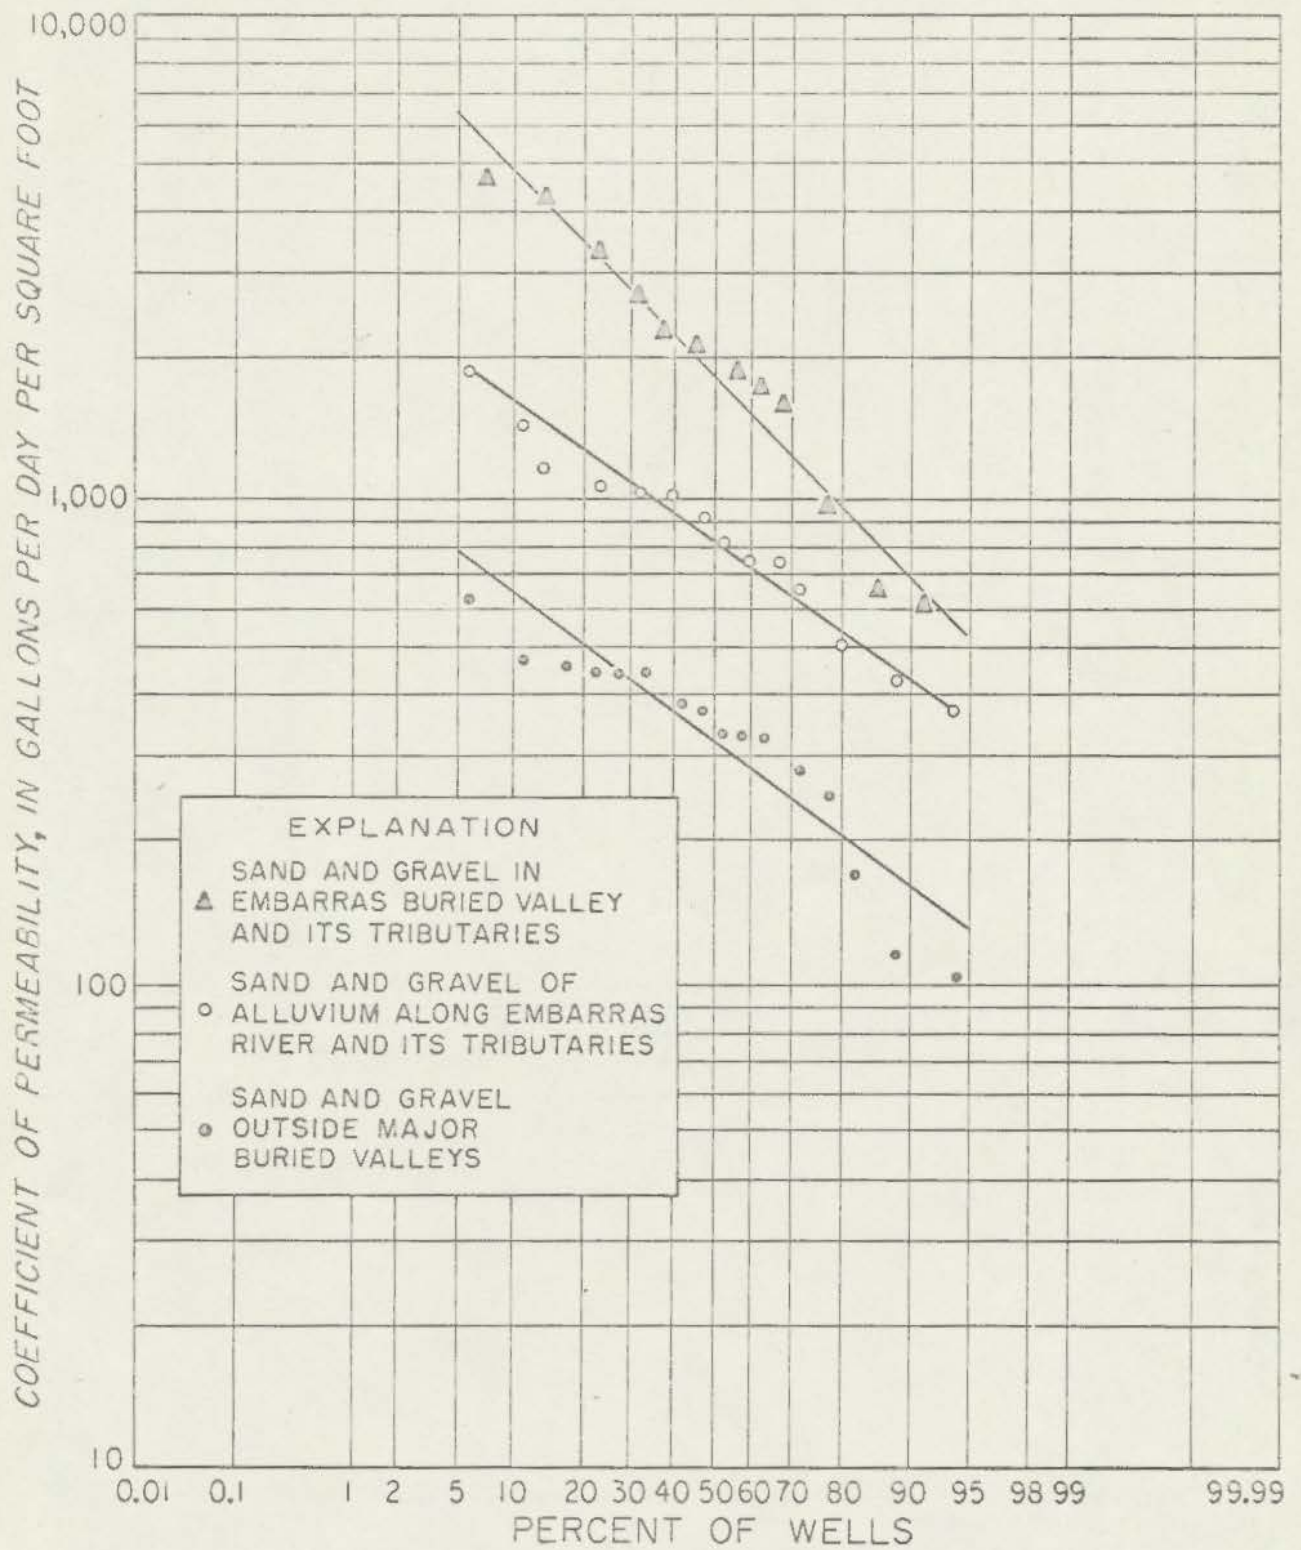 10,000
1,000
100
10
COEFFICIENT OF PERMEABILITY, IN GALLONS PER DAY PER SQUARE FOOT
EXPLANATION
SAND AND GRAVEL IN
EMBARRAS BURIED VALLEY
AND ITS TRIBUTARIES
SAND AND GRAVEL OF
ALLUVIUM ALONG EMBARRAS
RIVER AND ITS TRIBUTARIES
SAND AND GRAVEL
OUTSIDE MAJOR
BURIED VALLEYS
0.01 0.1 1 2 5 10 20 30 40 50 60 70 80 90 95 98 99 99.99
PERCENT OF WELLS